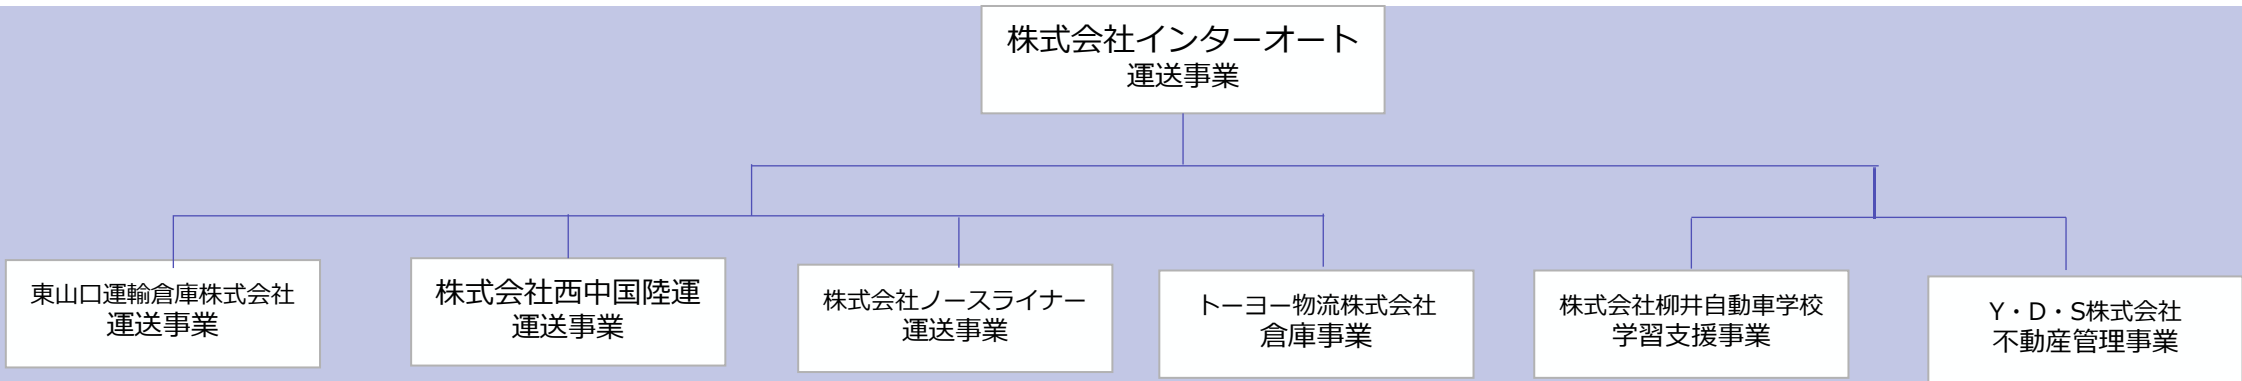 株式会社インターオート
運送事業
東山口運輸倉庫株式会社
運送事業
株式会社西中国陸運
運送事業
株式会社ノースライナー
運送事業
トーヨー物流株式会社
倉庫事業
株式会社柳井自動車学校
学習支援事業
Y・D・S株式会社
不動産管理事業